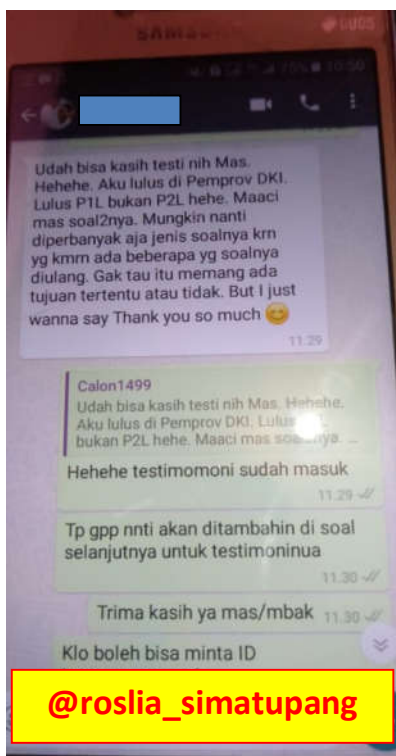 SAMSUNG
75% 10:50
Udah bisa kasih testi nih Mas.
Hehehe. Aku lulus di Pemprov DKI.
Lulus P1L bukan P2L hehe. Maaci
mas soal2nya. Mungkin nanti
diperbanyak aja jenis soalnya krn
yg kmrn ada beberapa yg soalnya
diulang. Gak tau itu memang ada
tujuan tertentu atau tidak. But I just
wanna say Thank you so much 😊
11.29
Calon1499
Udah bisa kasih testi nih Mas. Hehehe.
Aku lulus di Pemprov DKI. Lulus
bukan P2L hehe. Maaci mas ...
Hehehe testimomoni sudah masuk
11.29
Tp gpp nnti akan ditambahin di soal
selanjutnya untuk testimoninua
11.30
Trima kasih ya mas/mbak 11.30
Klo boleh bisa minta ID
@roslia_simatupang